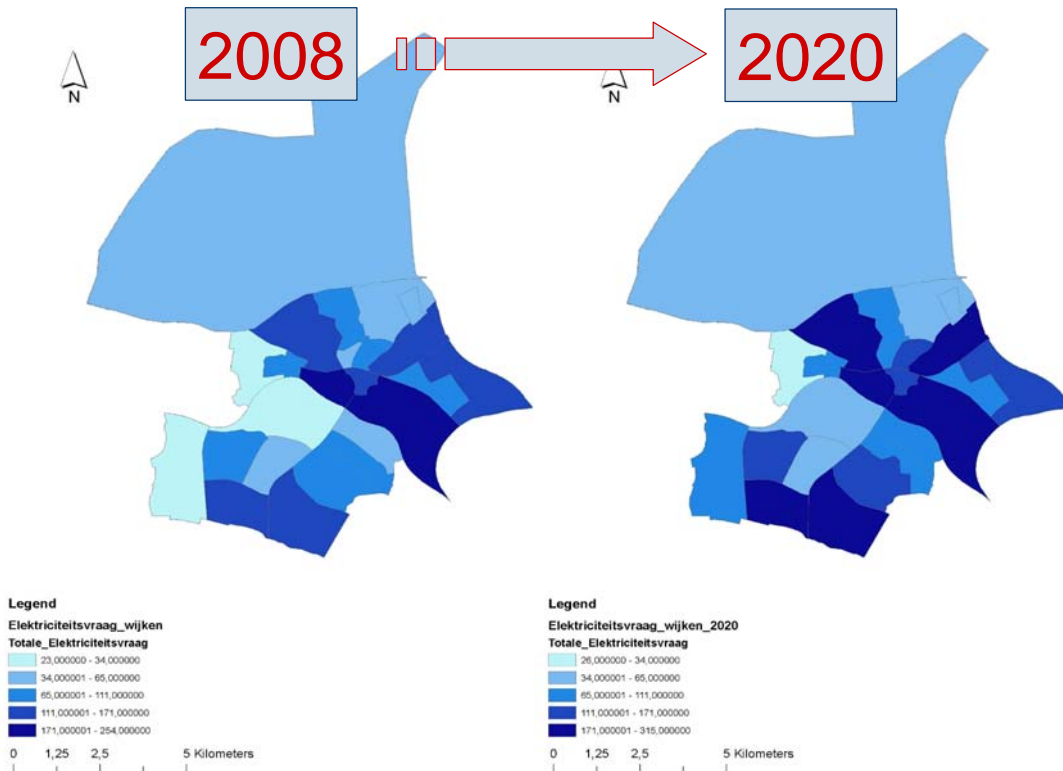 2008
2020
N
N
Legend
Elektriciteitsvraag_wijken
Totale_Elektriciteitsvraag
23,000000 - 34,000000
34,000001 - 65,000000
65,000001 - 111,000000
111,000001 - 171,000000
171,000001 - 254,000000
0 1,25 2,5 5 Kilometers
Legend
Elektriciteitsvraag_wijken_2020
Totale_Elektriciteitsvraag
26,000000 - 34,000000
34,000001 - 65,000000
65,000001 - 111,000000
111,000001 - 171,000000
171,000001 - 315,000000
0 1,25 2,5 5 Kilometers